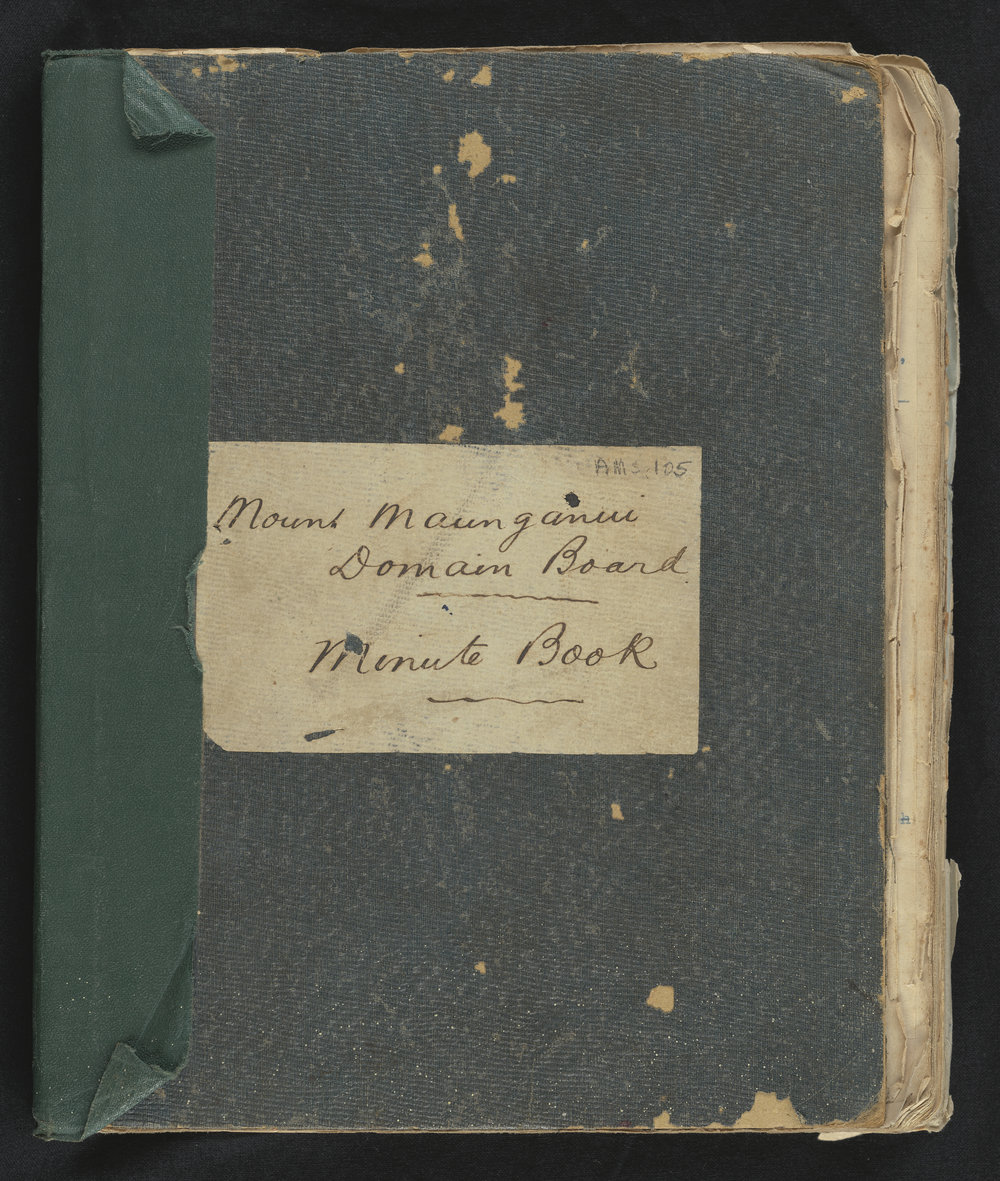 AMS 105
Mount Maunganui
Domain Board
Minute Book